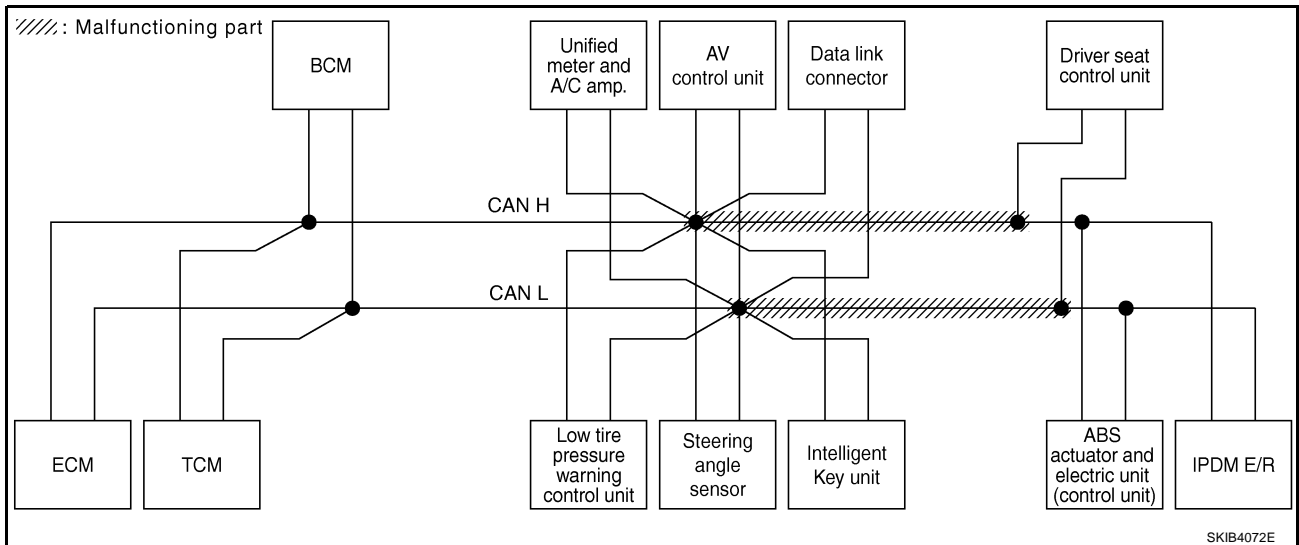 : Malfunctioning part
BCM
Unified
meter and
A/C amp.
AV
control unit
Data link
connector
Driver seat
control unit
CAN H
CAN L
ECM
TCM
Low tire
pressure
warning
control unit
Steering
angle
sensor
Intelligent
Key unit
ABS
actuator and
electric unit
(control unit)
IPDM E/R
SKIB4072E